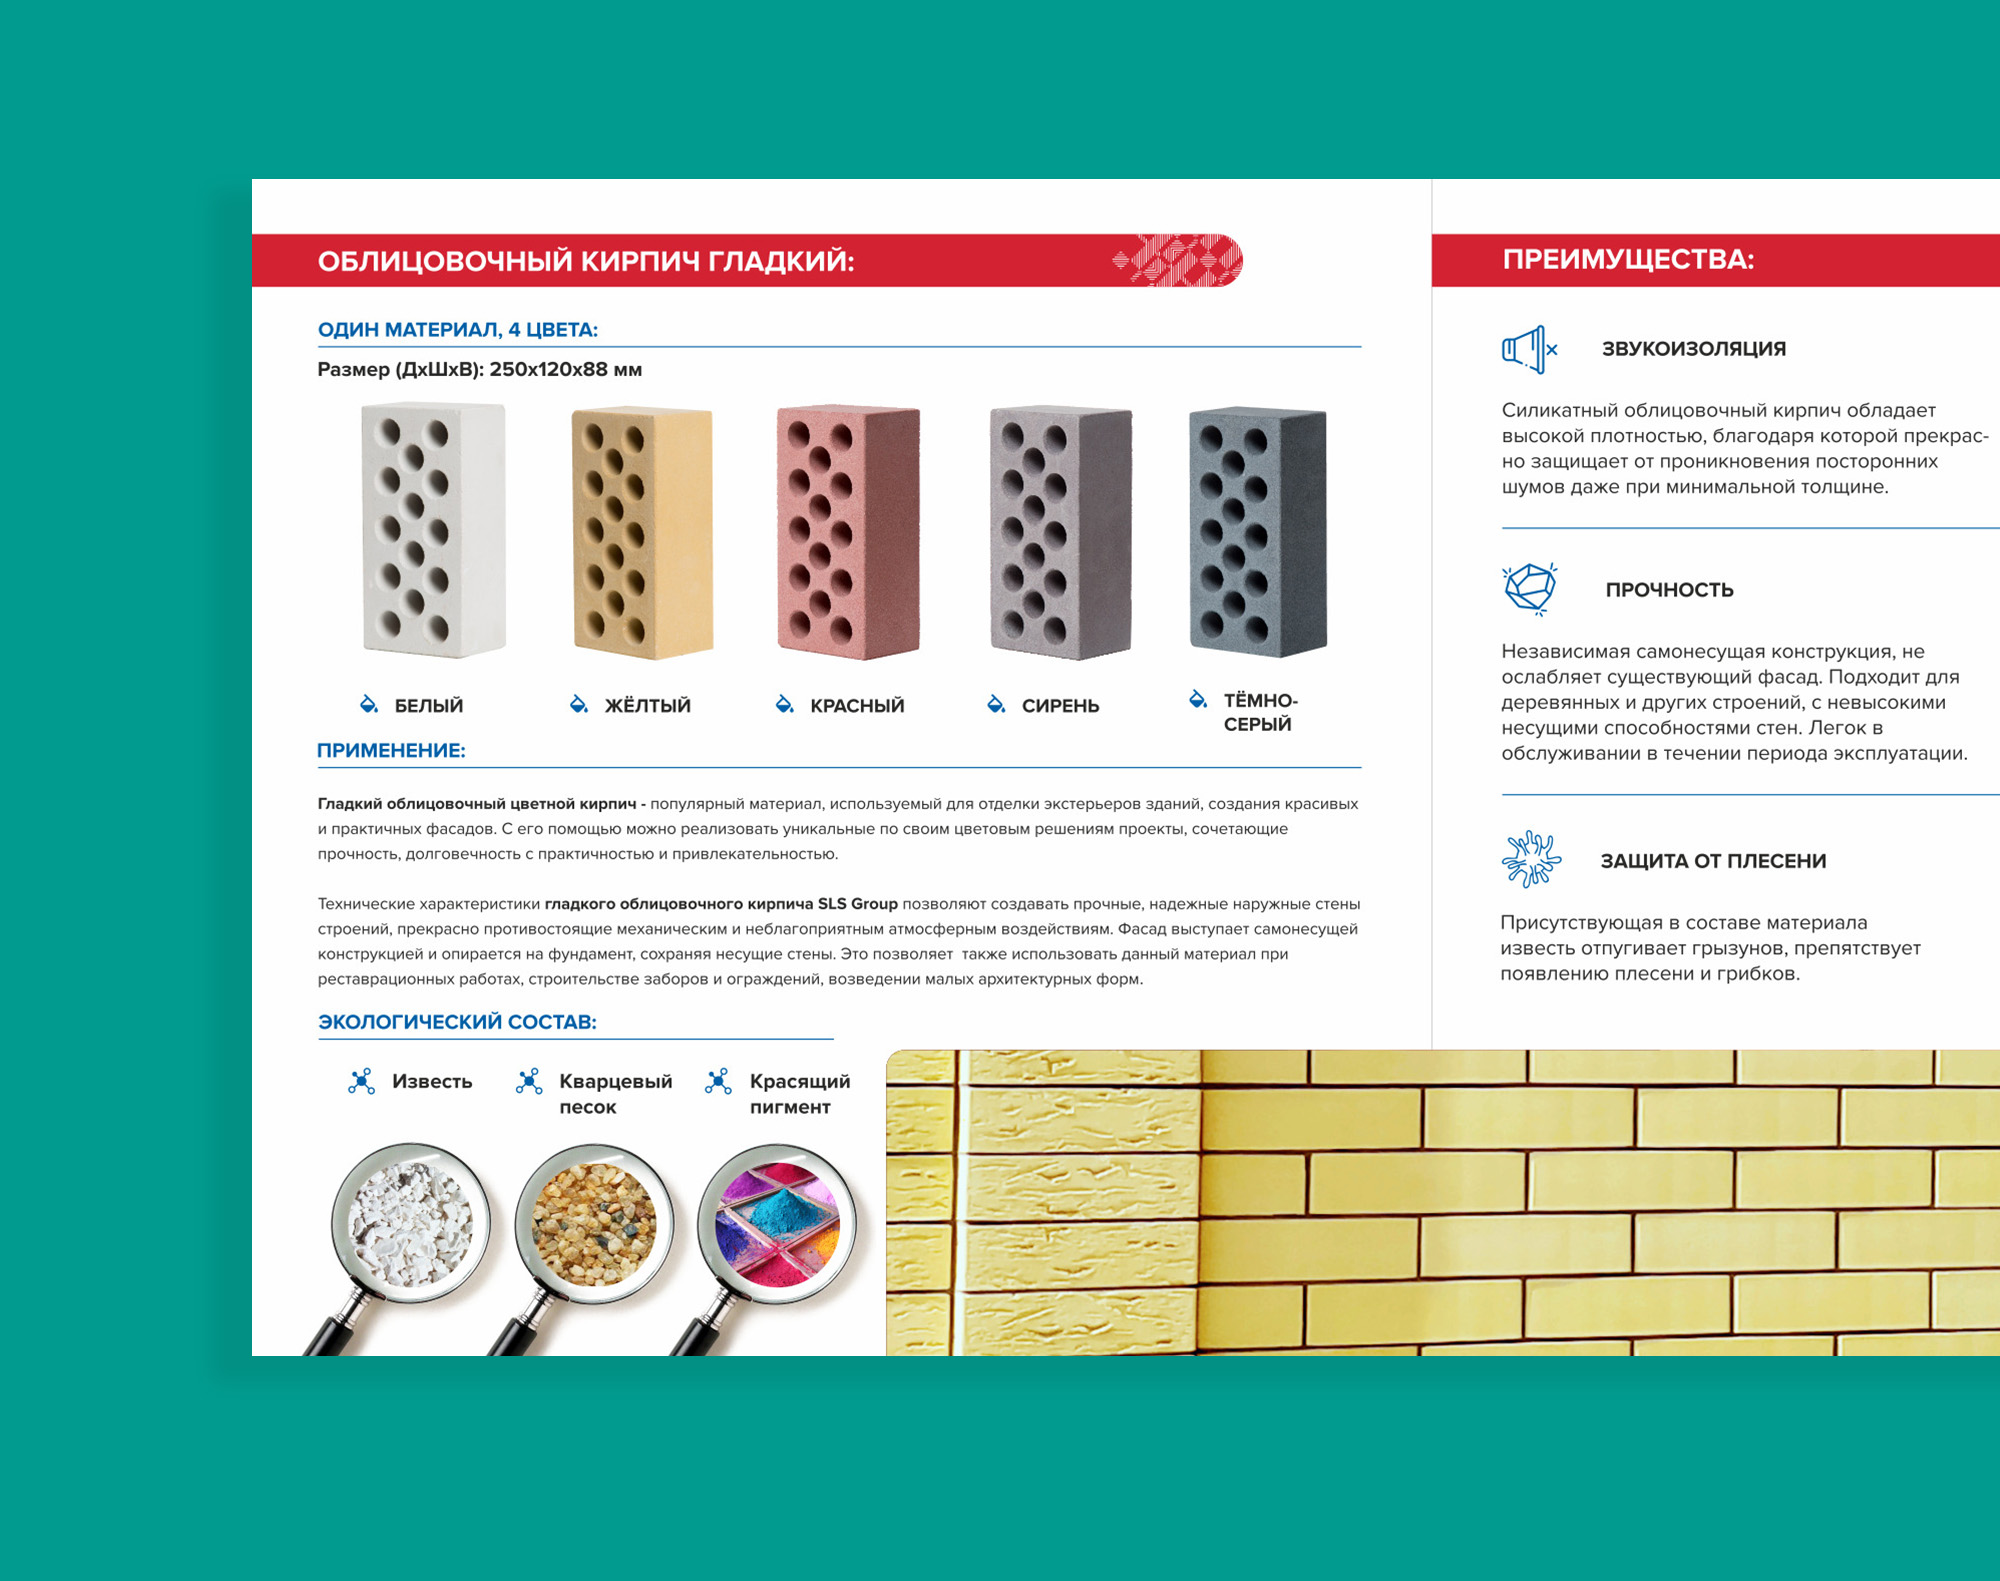 ОБЛИЦОВОЧНЫЙ КИРПИЧ ГЛАДКИЙ:
ОДИН МАТЕРИАЛ, 4 ЦВЕТА:
Размер (ДхШхВ): 250х120х88 мм
БЕЛЫЙ
ЖЁЛТЫЙ
КРАСНЫЙ
СИРЕНЬ
ТЁМНО-
СЕРЫЙ
ПРИМЕНЕНИЕ:
Гладкий облицовочный цветной кирпич - популярный материал, используемый для отделки экстерьеров зданий, создания красивых
и практичных фасадов. С его помощью можно реализовать уникальные по своим цветовым решениям проекты, сочетающие
прочность, долговечность с практичностью и привлекательностью.
Технические характеристики гладкого облицовочного кирпича SLS Group позволяют создавать прочные, надежные наружные стены
строений, прекрасно противостоящие механическим и неблагоприятным атмосферным воздействиям. Фасад выступает самонесущей
конструкцией и опирается на фундамент, сохраняя несущие стены. Это позволяет также использовать данный материал при
реставрационных работах, строительстве заборов и ограждений, возведении малых архитектурных форм.
ЭКОЛОГИЧЕСКИЙ СОСТАВ:
Известь
Кварцевый
песок
Красящий
пигмент
ПРЕИМУЩЕСТВА:
ЗВУКОИЗОЛЯЦИЯ
Силикатный облицовочный кирпич обладает
высокой плотностью, благодаря которой прекрас-
но защищает от проникновения посторонних
шумов даже при минимальной толщине.
ПРОЧНОСТЬ
Независимая самонесущая конструкция, не
ослабляет существующий фасад. Подходит для
деревянных и других строений, с невысокими
несущими способностями стен. Легок в
обслуживании в течении периода эксплуатации.
ЗАЩИТА ОТ ПЛЕСЕНИ
Присутствующая в составе материала
известь отпугивает грызунов, препятствует
появлению плесени и грибков.